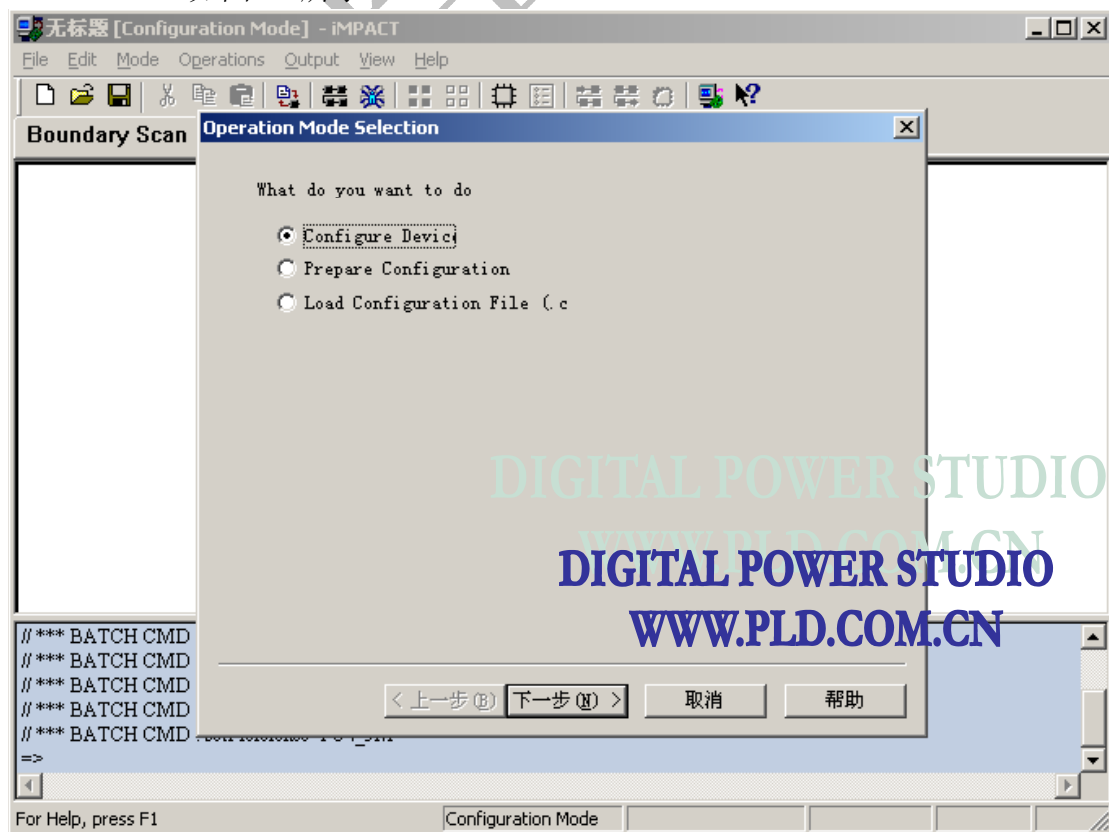 无标题 [Configuration Mode] - iMPACT
File Edit Mode Operations Output View Help
Boundary Scan
Operation Mode Selection
What do you want to do
Configure Devic
Prepare Configuration
Load Configuration File (.c
DIGITAL POWER STUDIO
WWW.PLD.COM.CN
DIGITAL POWER STUDIO
WWW.PLD.COM.CN
// *** BATCH CMD
// *** BATCH CMD
// *** BATCH CMD
// *** BATCH CMD
// *** BATCH CMD
=>
< 上一步(B) 下一步(N) > 取消 帮助
For Help, press F1 Configuration Mode